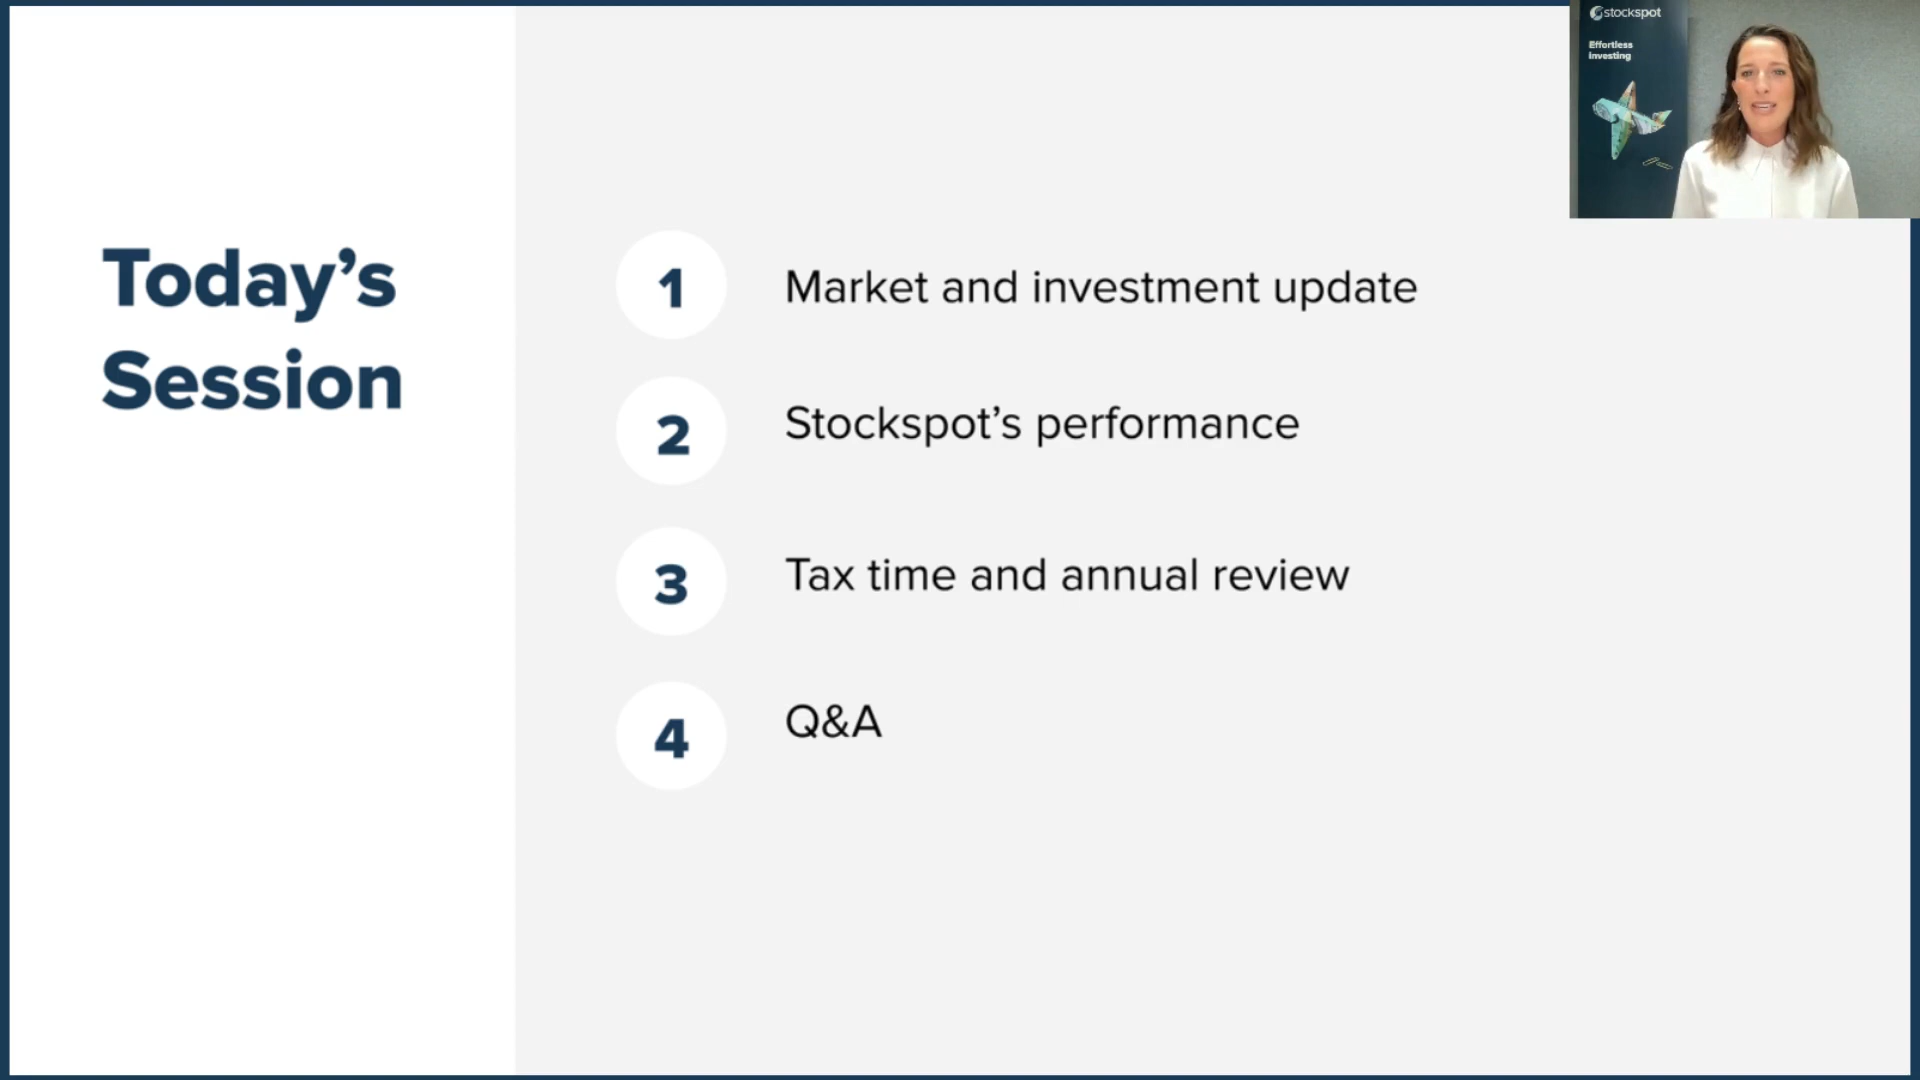 stockspot
Effortless
Investing
Today’s
Session
1
Market and investment update
2
Stockspot’s performance
3
Tax time and annual review
4
Q&A